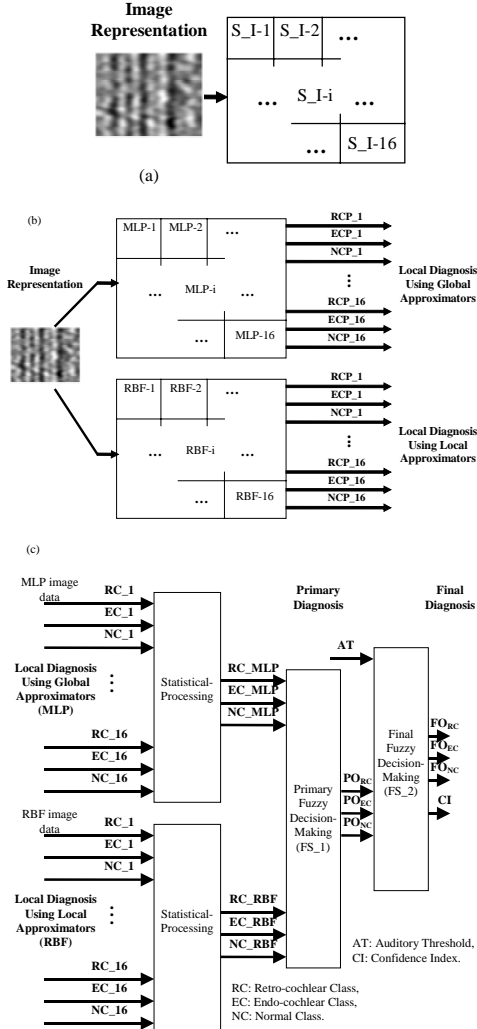 Image
Representation
S_I-1 S_I-2 ...
... S_I-i ...
... S_I-16
(a)
(b)
Image
Representation
MLP-1 MLP-2 ...
... MLP-i ...
... MLP-16
RCP_1
ECP_1
NCP_1
...
RCP_16
ECP_16
NCP_16
Local Diagnosis
Using Global
Approximators
RBF-1 RBF-2 ...
... RBF-i ...
... RBF-16
RCP_1
ECP_1
NCP_1
...
RCP_16
ECP_16
NCP_16
Local Diagnosis
Using Local
Approximators
(c)
MLP image
data
RC_1
EC_1
NC_1
Local Diagnosis
Using Global
Approximators
(MLP)
...
RC_16
EC_16
NC_16
Statistical-
Processing
RC_MLP
EC_MLP
NC_MLP
RBF image
data
RC_1
EC_1
NC_1
Local Diagnosis
Using Local
Approximators
(RBF)
...
RC_16
EC_16
NC_16
Statistical-
Processing
RC_RBF
EC_RBF
NC_RBF
Primary
Diagnosis
Primary
Fuzzy
Decision-
Making
(FS_1)
AT
PO_RC
PO_EC
PO_NC
Final
Diagnosis
Final
Fuzzy
Decision-
Making
(FS_2)
FO_RC
FO_EC
FO_NC
CI
AT: Auditory Threshold,
CI: Confidence Index.
RC: Retro-cochlear Class,
EC: Endo-cochlear Class,
NC: Normal Class.